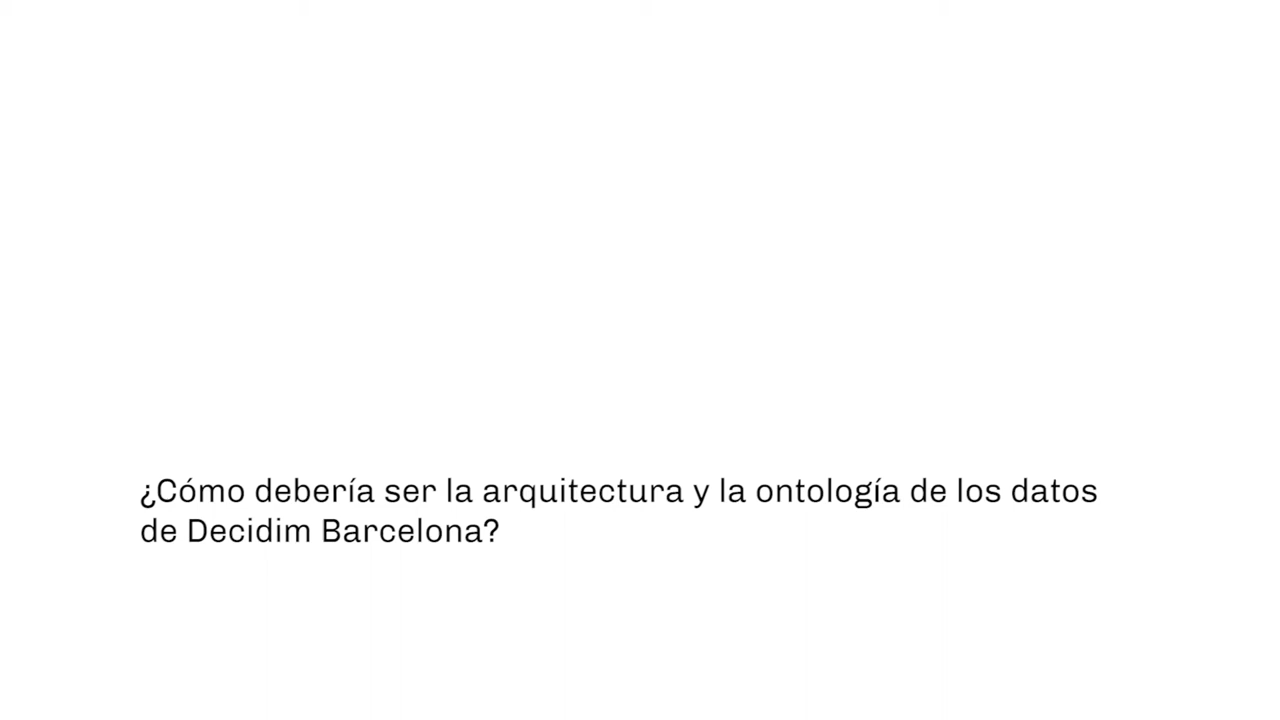 ¿Cómo debería ser la arquitectura y la ontología de los datos
de Decidim Barcelona?